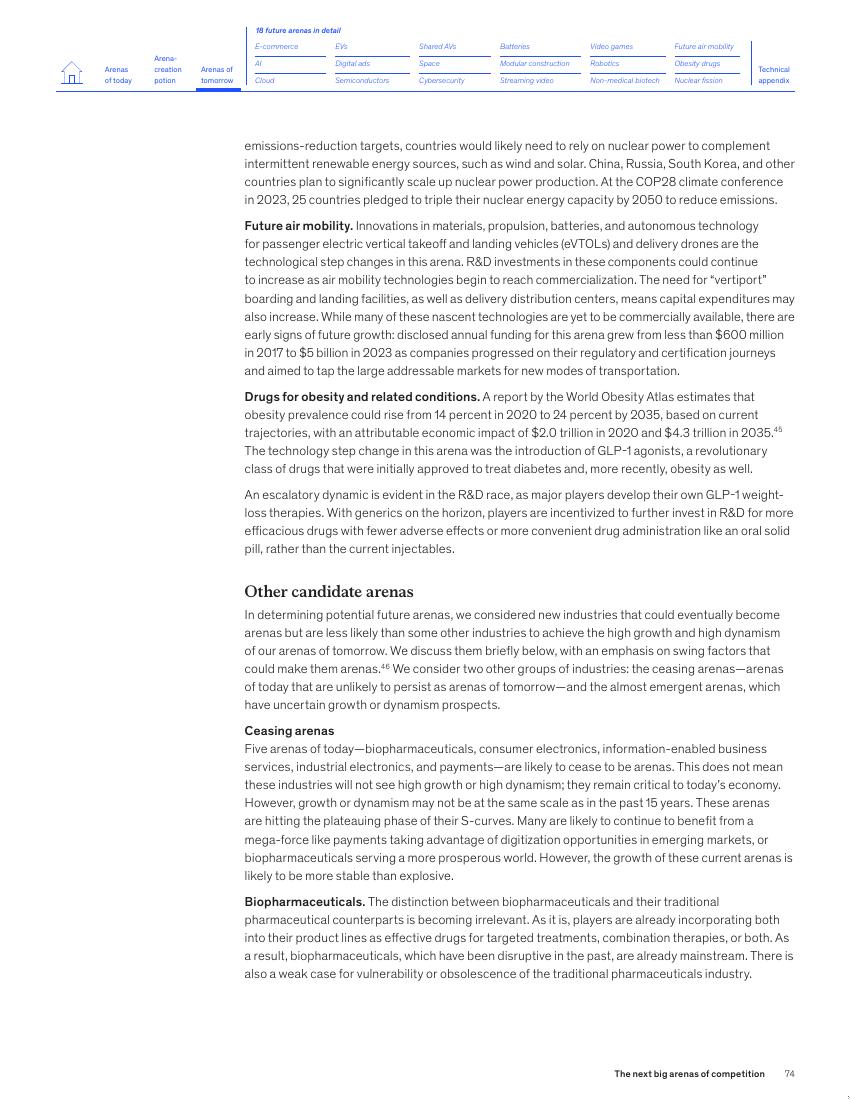 18 future arenas in detail
Arenas of today
Arena-creation potion
Arenas of tomorrow
E-commerce
AI
Cloud
EVs
Digital ads
Semiconductors
Shared AVs
Space
Cybersecurity
Batteries
Modular construction
Streaming video
Video games
Robotics
Non-medical biotech
Future air mobility
Obesity drugs
Nuclear fission
Technical appendix
emissions-reduction targets, countries would likely need to rely on nuclear power to complement
intermittent renewable energy sources, such as wind and solar. China, Russia, South Korea, and other
countries plan to significantly scale up nuclear power production. At the COP28 climate conference
in 2023, 25 countries pledged to triple their nuclear energy capacity by 2050 to reduce emissions.
Future air mobility. Innovations in materials, propulsion, batteries, and autonomous technology
for passenger electric vertical takeoff and landing vehicles (eVTOLs) and delivery drones are the
technological step changes in this arena. R&D investments in these components could continue
to increase as air mobility technologies begin to reach commercialization. The need for “vertiport”
boarding and landing facilities, as well as delivery distribution centers, means capital expenditures may
also increase. While many of these nascent technologies are yet to be commercially available, there are
early signs of future growth: disclosed annual funding for this arena grew from less than $600 million
in 2017 to $5 billion in 2023 as companies progressed on their regulatory and certification journeys
and aimed to tap the large addressable markets for new modes of transportation.
Drugs for obesity and related conditions. A report by the World Obesity Atlas estimates that
obesity prevalence could rise from 14 percent in 2020 to 24 percent by 2035, based on current
trajectories, with an attributable economic impact of $2.0 trillion in 2020 and $4.3 trillion in 2035.45
The technology step change in this arena was the introduction of GLP-1 agonists, a revolutionary
class of drugs that were initially approved to treat diabetes and, more recently, obesity as well.
An escalatory dynamic is evident in the R&D race, as major players develop their own GLP-1 weight-
loss therapies. With generics on the horizon, players are incentivized to further invest in R&D for more
efficacious drugs with fewer adverse effects or more convenient drug administration like an oral solid
pill, rather than the current injectables.
Other candidate arenas
In determining potential future arenas, we considered new industries that could eventually become
arenas but are less likely than some other industries to achieve the high growth and high dynamism
of our arenas of tomorrow. We discuss them briefly below, with an emphasis on swing factors that
could make them arenas.46 We consider two other groups of industries: the ceasing arenas—arenas
of today that are unlikely to persist as arenas of tomorrow—and the almost emergent arenas, which
have uncertain growth or dynamism prospects.
Ceasing arenas
Five arenas of today—biopharmaceuticals, consumer electronics, information-enabled business
services, industrial electronics, and payments—are likely to cease to be arenas. This does not mean
these industries will not see high growth or high dynamism; they remain critical to today’s economy.
However, growth or dynamism may not be at the same scale as in the past 15 years. These arenas
are hitting the plateauing phase of their S-curves. Many are likely to continue to benefit from a
mega-force like payments taking advantage of digitization opportunities in emerging markets, or
biopharmaceuticals serving a more prosperous world. However, the growth of these current arenas is
likely to be more stable than explosive.
Biopharmaceuticals. The distinction between biopharmaceuticals and their traditional
pharmaceutical counterparts is becoming irrelevant. As it is, players are already incorporating both
into their product lines as effective drugs for targeted treatments, combination therapies, or both. As
a result, biopharmaceuticals, which have been disruptive in the past, are already mainstream. There is
also a weak case for vulnerability or obsolescence of the traditional pharmaceuticals industry.
The next big arenas of competition 74